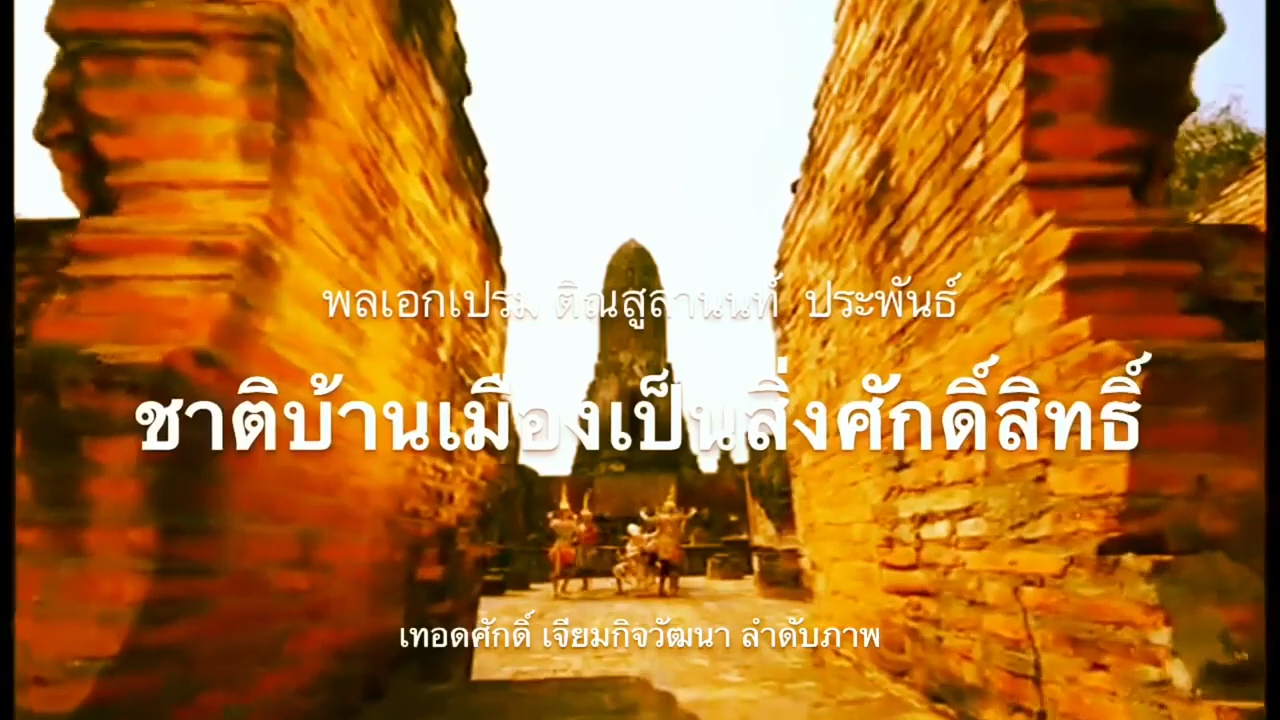 พลเอกเปรม ติณสูลานนท์ ประพันธ์
ชาติบ้านเมืองเป็นสิ่งศักดิ์สิทธิ์
เทอดศักดิ์ เจียมกิจวัฒนา ลำดับภาพ